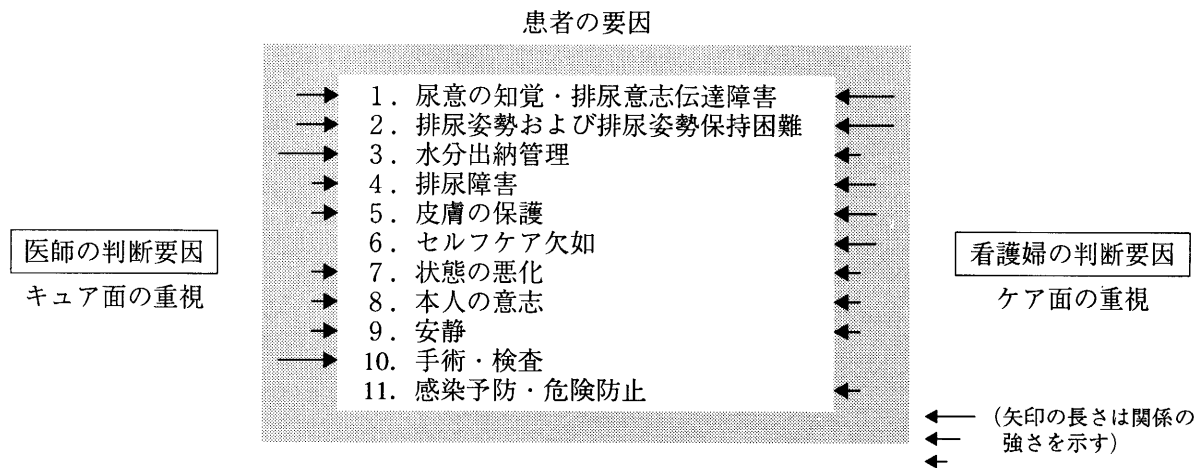 患者の要因
1．尿意の知覚・排尿意志伝達障害
2．排尿姿勢および排尿姿勢保持困難
3．水分出納管理
4．排尿障害
5．皮膚の保護
6．セルフケア欠如
7．状態の悪化
8．本人の意志
9．安静
10．手術・検査
11．感染予防・危険防止
医師の判断要因
キュア面の重視
看護婦の判断要因
ケア面の重視
（矢印の長さは関係の
強さを示す）